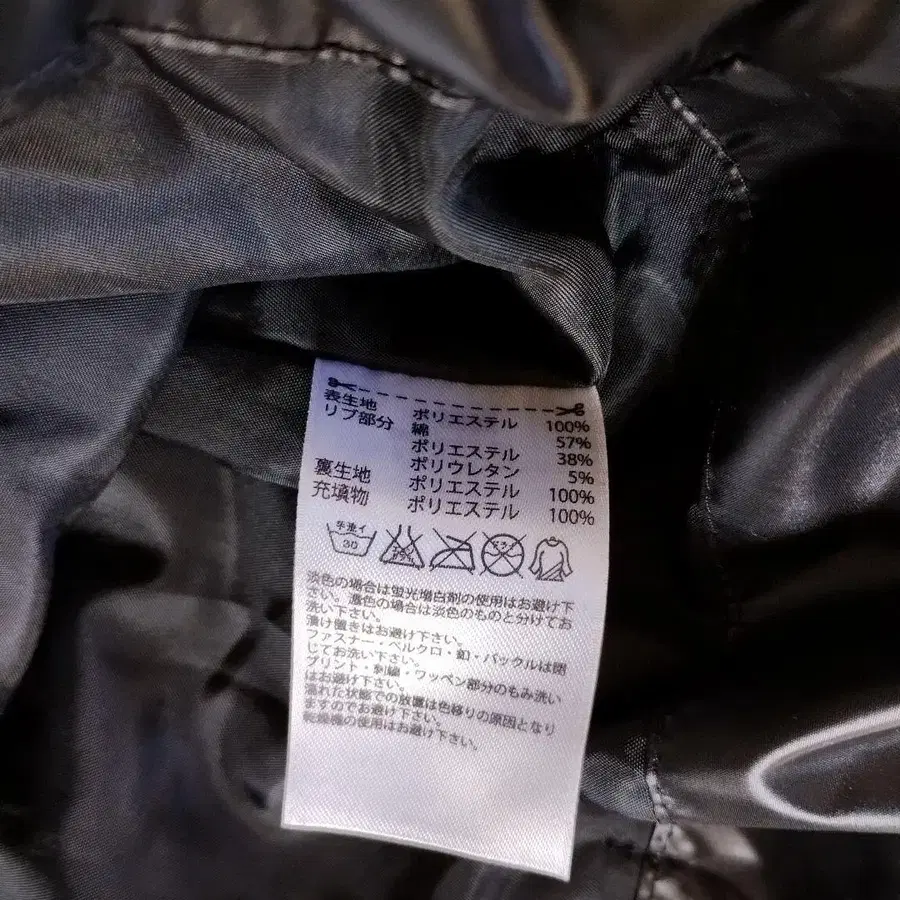 表生地 ポリエステル 100%
リブ部分 綿 57%
ポリエステル 38%
ポリウレタン 5%
裏生地 ポリエステル 100%
充填物 ポリエステル 100%
手洗イ
30
淡色の場合は蛍光増白剤の使用はお避け下
さい。濃色の場合は淡色のものと分けてお
洗い下さい。
漬け置きはお避け下さい。
ファスナー・ベルクロ・釦・バックルは閉
じてお洗い下さい。
プリント・刺繍・ワッペン部分のもみ洗い
はお避け下さい。
濡れた状態での放置は色移りの原因となり
ますのでお避け下さい。
乾燥機の使用はお避け下さい。